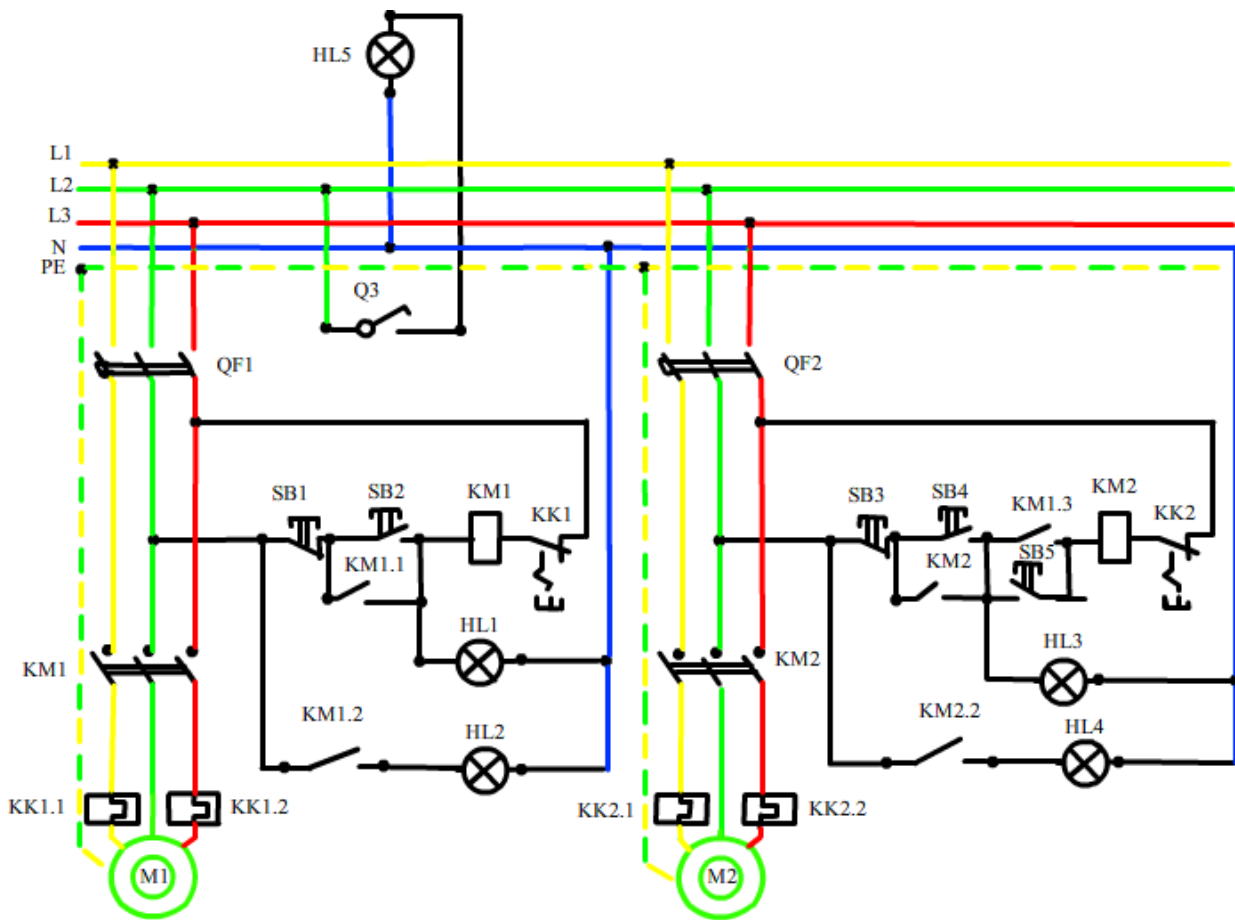 HL5
L1
L2
L3
N
PE
Q3
QF1
QF2
SB1
SB2
KM1
KK1
KM1.1
SB3
SB4
KM1.3
KM2
KK2
KM2
SB5
HL1
KM1
HL3
KM2
KM1.2
HL2
KM2.2
HL4
KK1.1
KK1.2
KK2.1
KK2.2
M1
M2